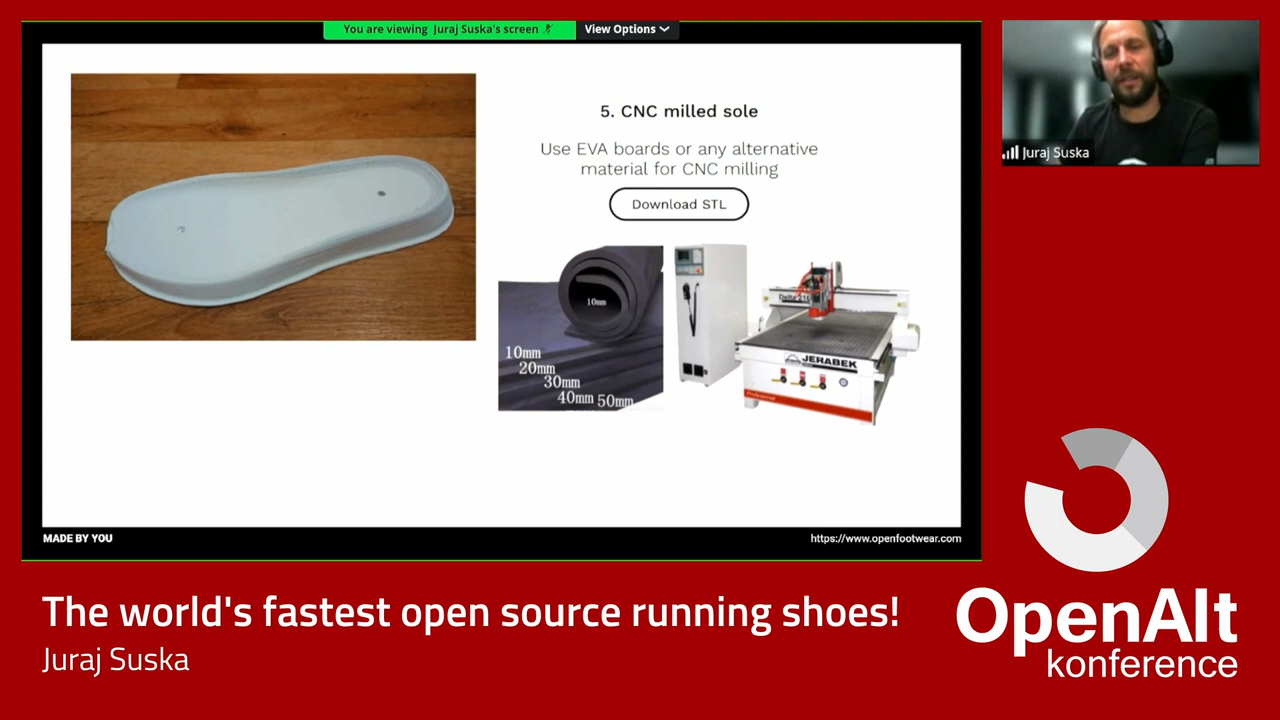 You are viewing Juraj Suska's screen
View Options
5. CNC milled sole
Use EVA boards or any alternative
material for CNC milling
Download STL
10mm
10mm
20mm
30mm
40mm
50mm
JERABEK
Professional
Juraj Suska
MADE BY YOU
https://www.openfootwear.com
The world's fastest open source running shoes!
Juraj Suska
OpenAlt
konference